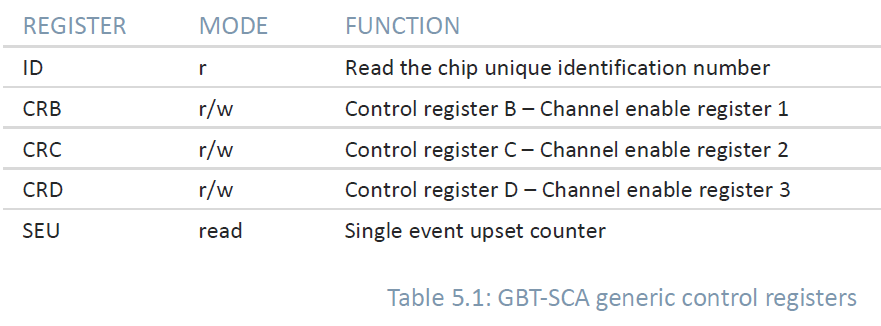 REGISTER MODE FUNCTION
ID r Read the chip unique identification number
CRB r/w Control register B – Channel enable register 1
CRC r/w Control register C – Channel enable register 2
CRD r/w Control register D – Channel enable register 3
SEU read Single event upset counter
Table 5.1: GBT-SCA generic control registers